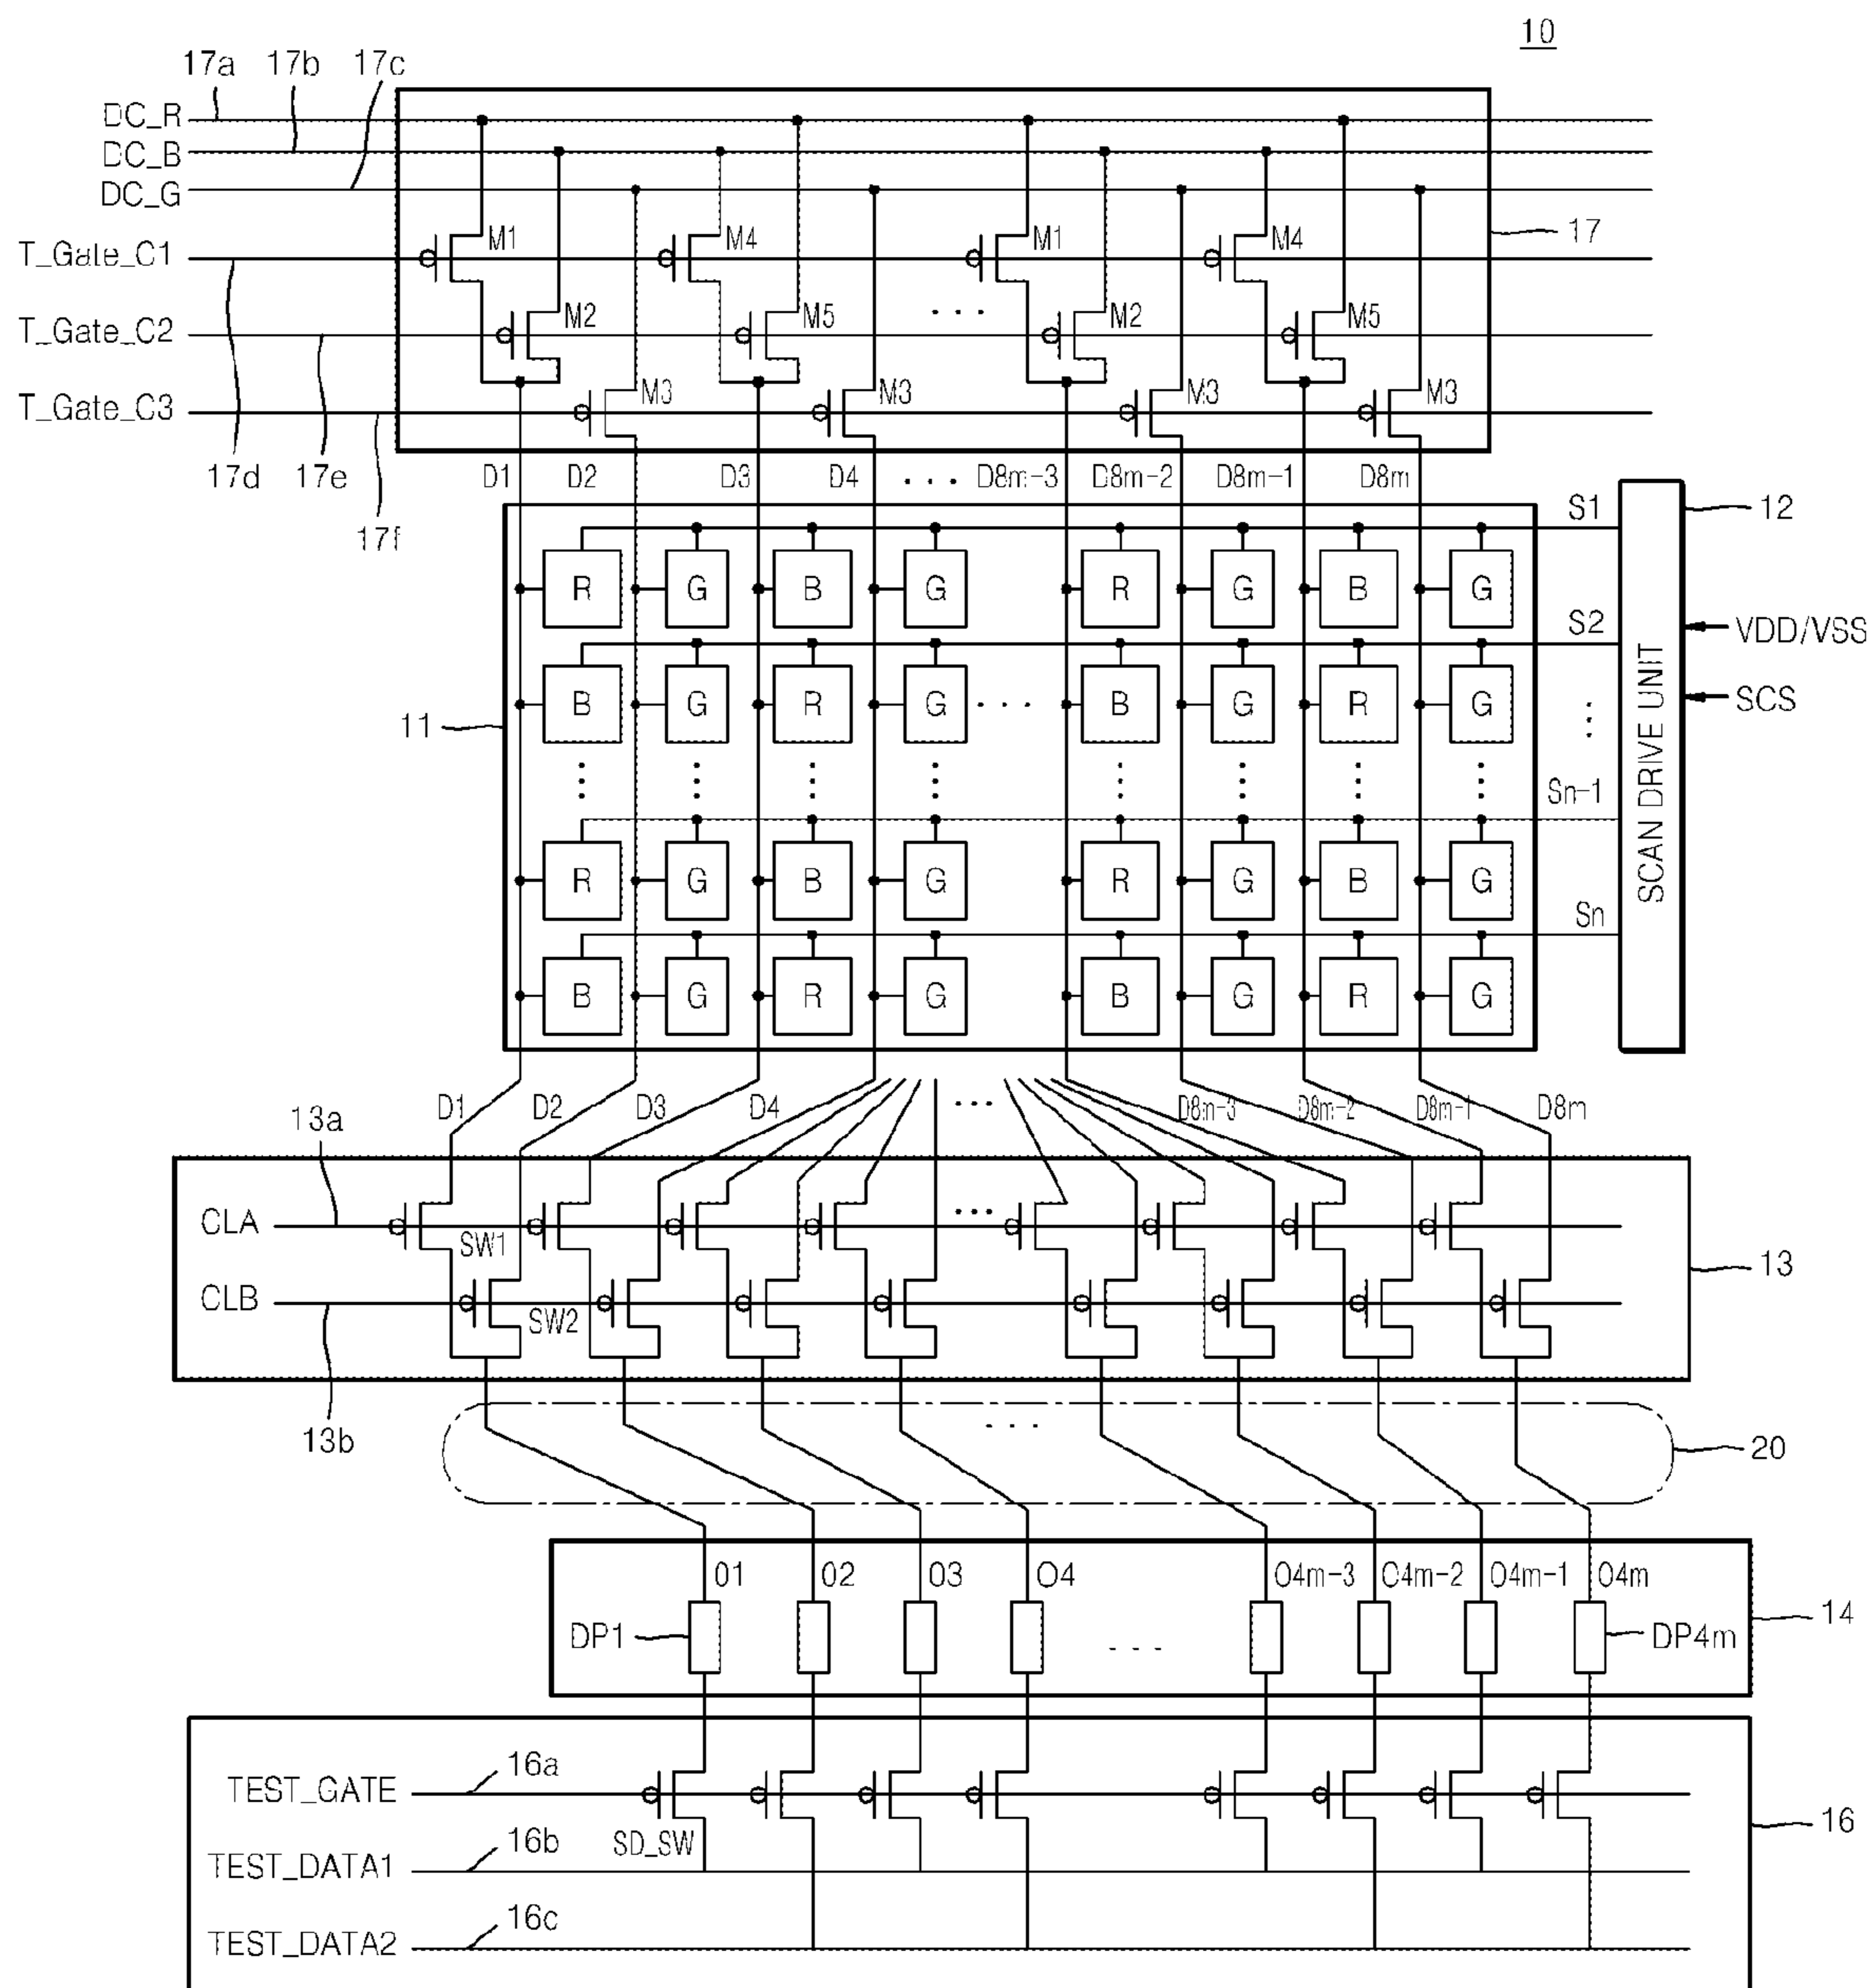 10
17a 17b 17c
DC_R
DC_B
DC_G
T_Gate_C1
T_Gate_C2
T_Gate_C3
17d 17e 17f
M1 M4 M1 M4
17
M2 M5 ... M2 M5
M3 M3 M3 M3
D1 D2 D3 D4 ... D8m-3 D8m-2 D8m-1 D8m
S1
12
R G B G R G B G
S2
VDD/VSS
SCS
SCAN DRIVE UNIT
11
B G R G ... B G R G
Sn-1
R G B G R G B G
Sn
B G R G B G R G
D1 D2 D3 D4 ... D8m-3 D8m-2 D8m-1 D8m
13a
CLA
SW1
...
13
CLB
SW2
13b
...
20
O1 O2 O3 O4 O4m-3 O4m-2 O4m-1 O4m
14
DP1 ... DP4m
TEST_GATE 16a
SD_SW
16
TEST_DATA1 16b
TEST_DATA2 16c